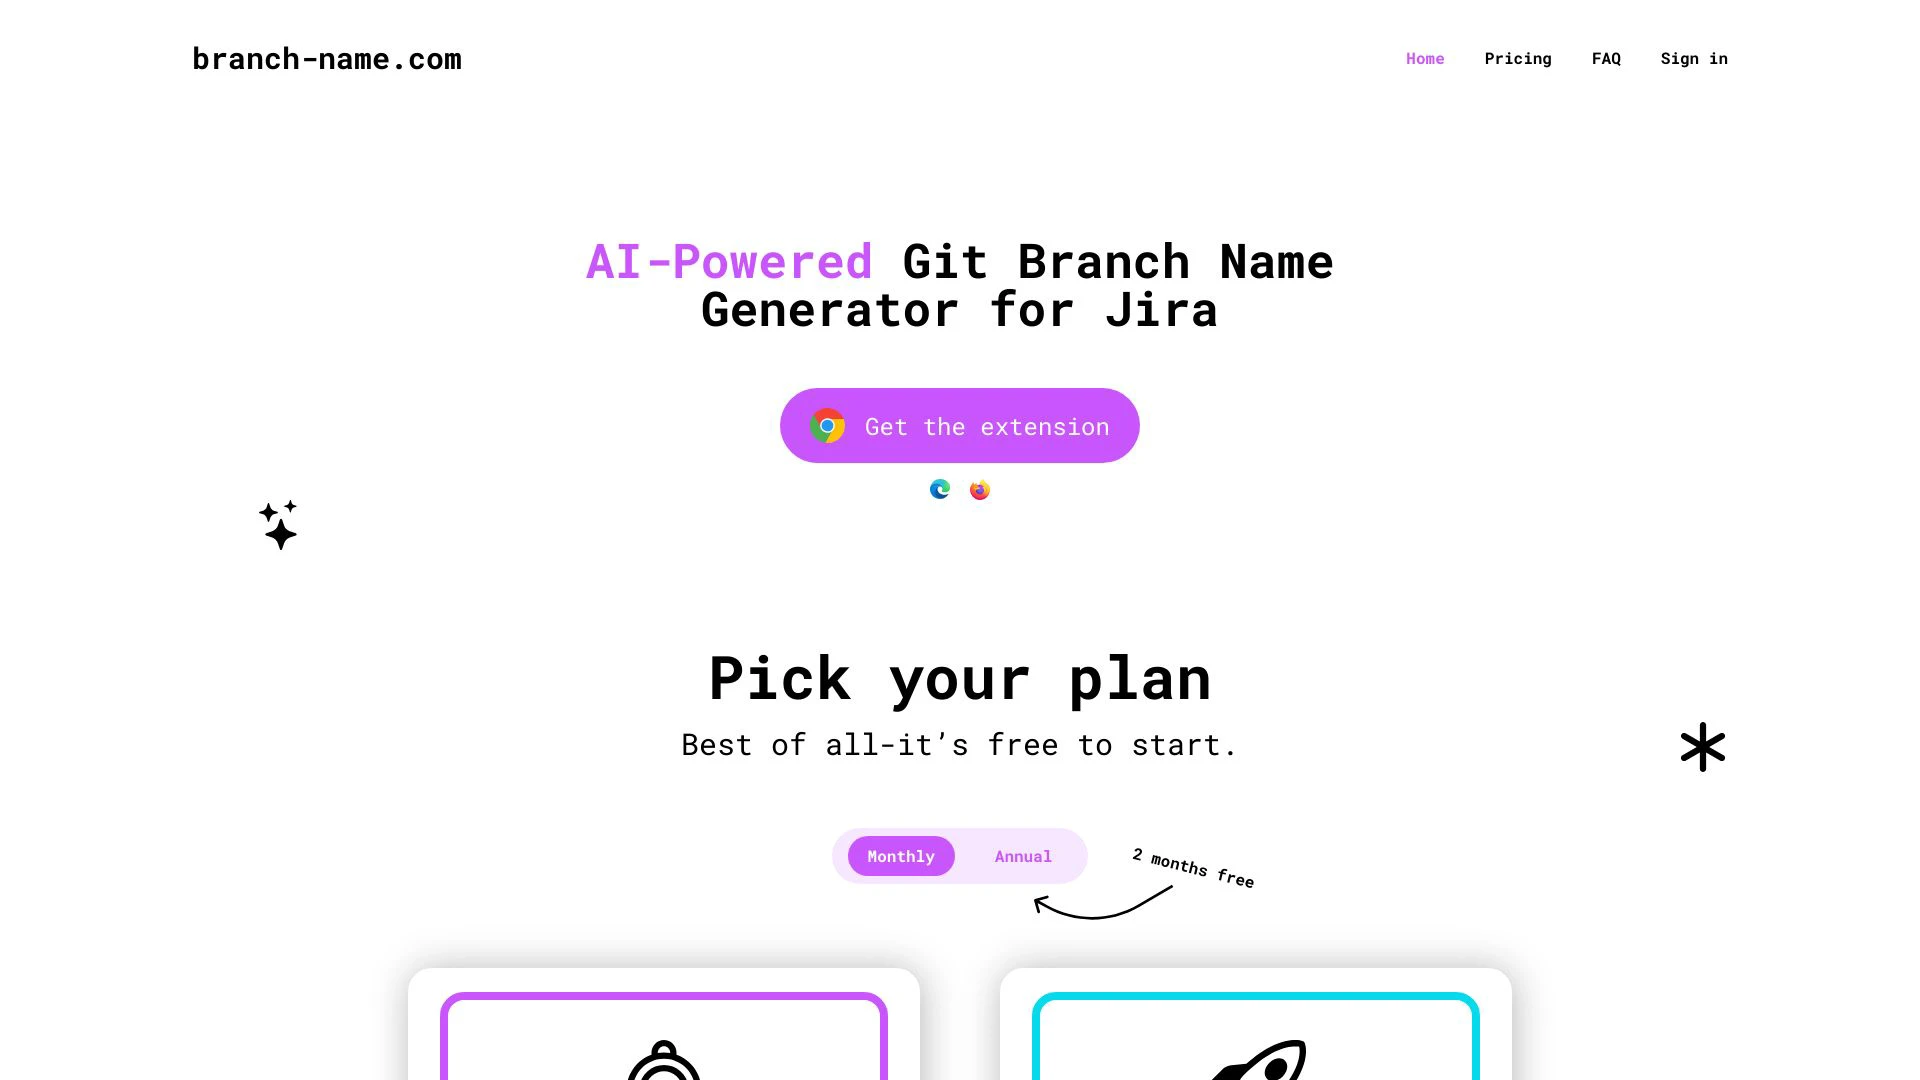 branch-name.com
Home Pricing FAQ Sign in
AI-Powered Git Branch Name
Generator for Jira
Get the extension
Pick your plan
Best of all-it’s free to start.
Monthly Annual
2 months free